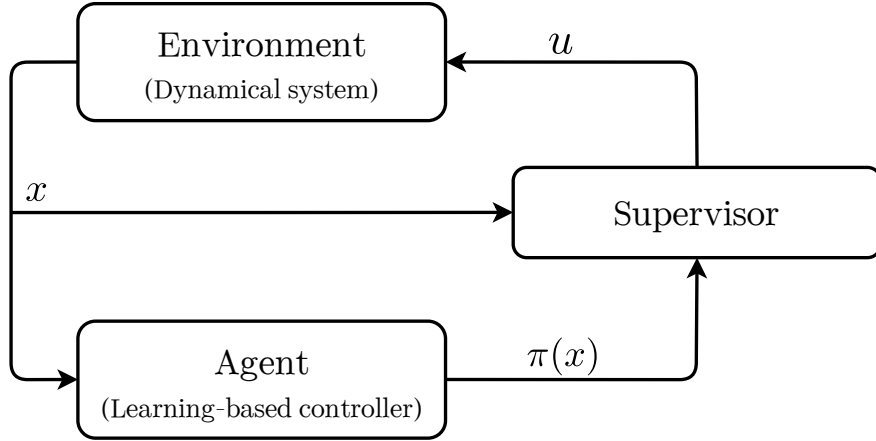 Environment
(Dynamical system)
u
x
Supervisor
Agent
(Learning-based controller)
π(x)